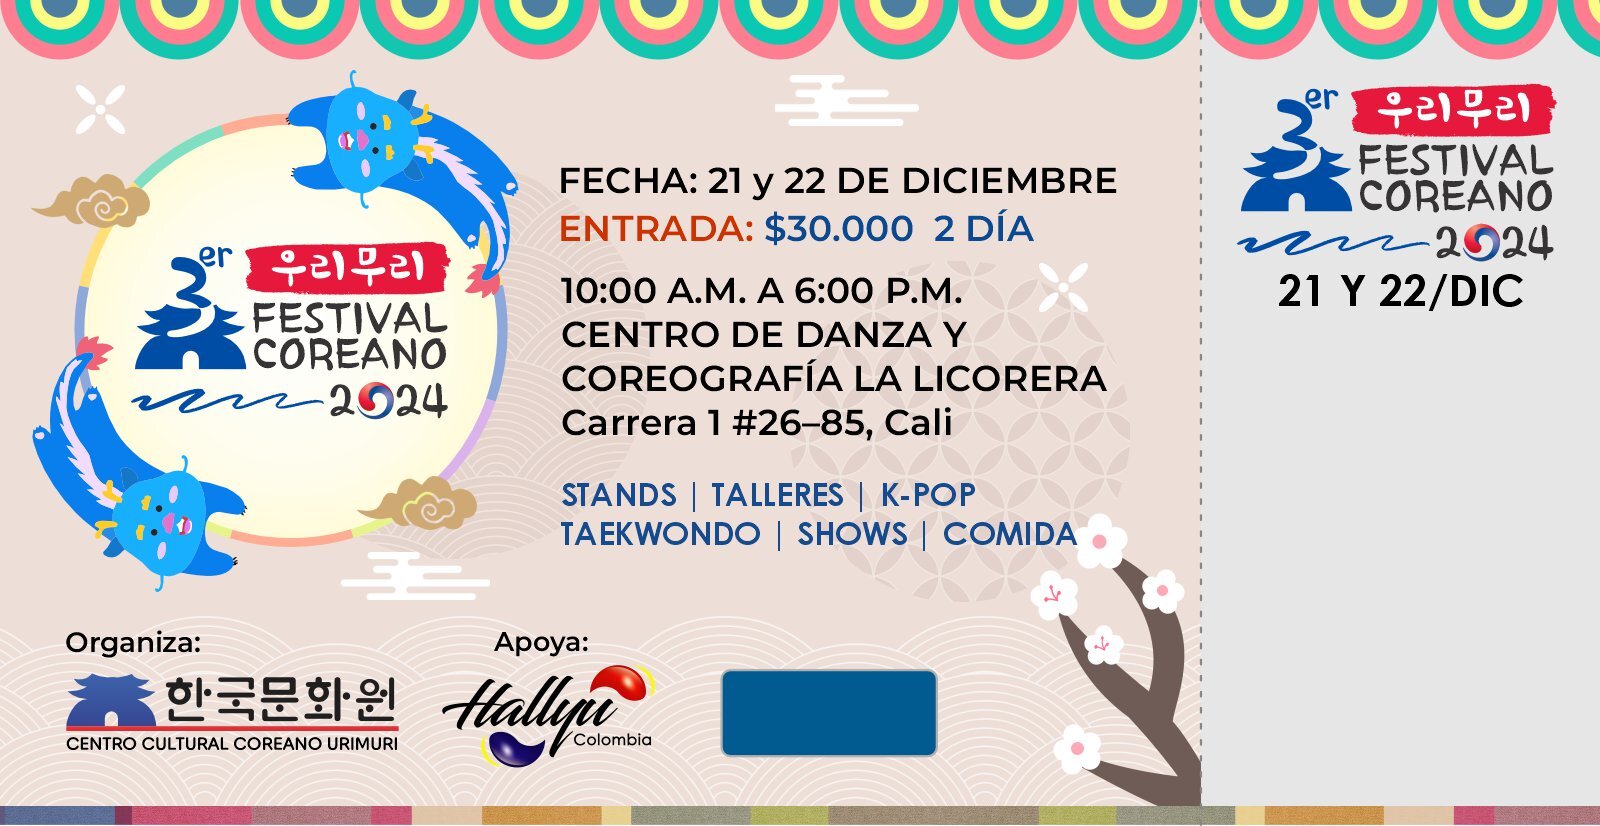 3er 우리무리
FESTIVAL
COREANO
2024
FECHA: 21 y 22 DE DICIEMBRE
ENTRADA: $30.000 2 DÍA
10:00 A.M. A 6:00 P.M.
CENTRO DE DANZA Y
COREOGRAFÍA LA LICORERA
Carrera 1 #26–85, Cali
STANDS | TALLERES | K-POP
TAEKWONDO | SHOWS | COMIDA
Organiza:
한국문화원
CENTRO CULTURAL COREANO URIMURI
Apoya:
Hallyu
Colombia
3er 우리무리
FESTIVAL
COREANO
2024
21 Y 22/DIC